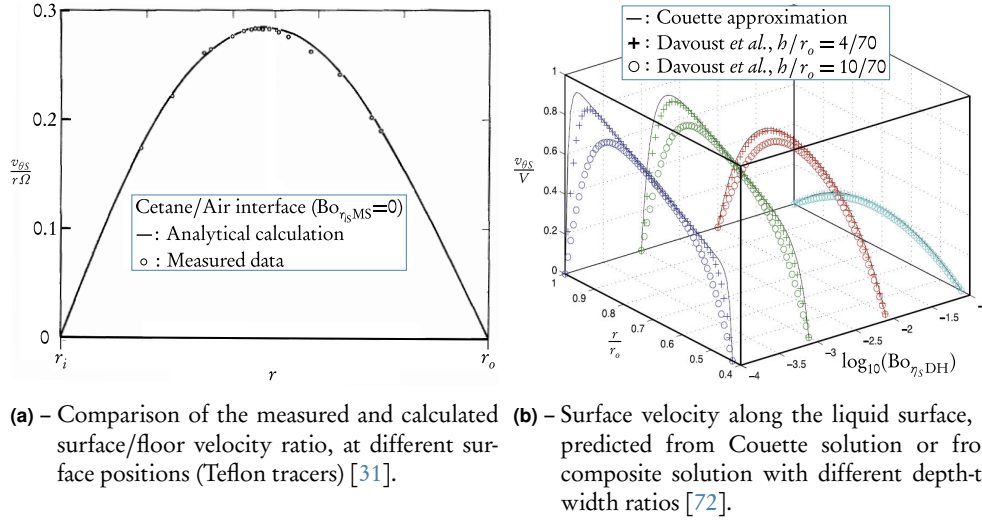 0.3
0.2
v_θS / rΩ
0.1
0
r_i
r
r_o
Cetane/Air interface (Bo_{η_S MS}=0)
—: Analytical calculation
o : Measured data
—: Couette approximation
+ : Davoust et al., h/r_o = 4/70
○ : Davoust et al., h/r_o = 10/70
1
0.8
0.6
v_θS / V
0.4
0.2
0
1
0.9
0.8
0.7
0.6
0.5
0.4
r / r_o
−4
−3.5
−3
−2.5
−2
−1.5
log₁₀(Bo_{η_S DH})
(a) – Comparison of the measured and calculated
surface/floor velocity ratio, at different sur-
face positions (Teflon tracers) [31].
(b) – Surface velocity along the liquid surface,
predicted from Couette solution or fro
composite solution with different depth-t
width ratios [72].